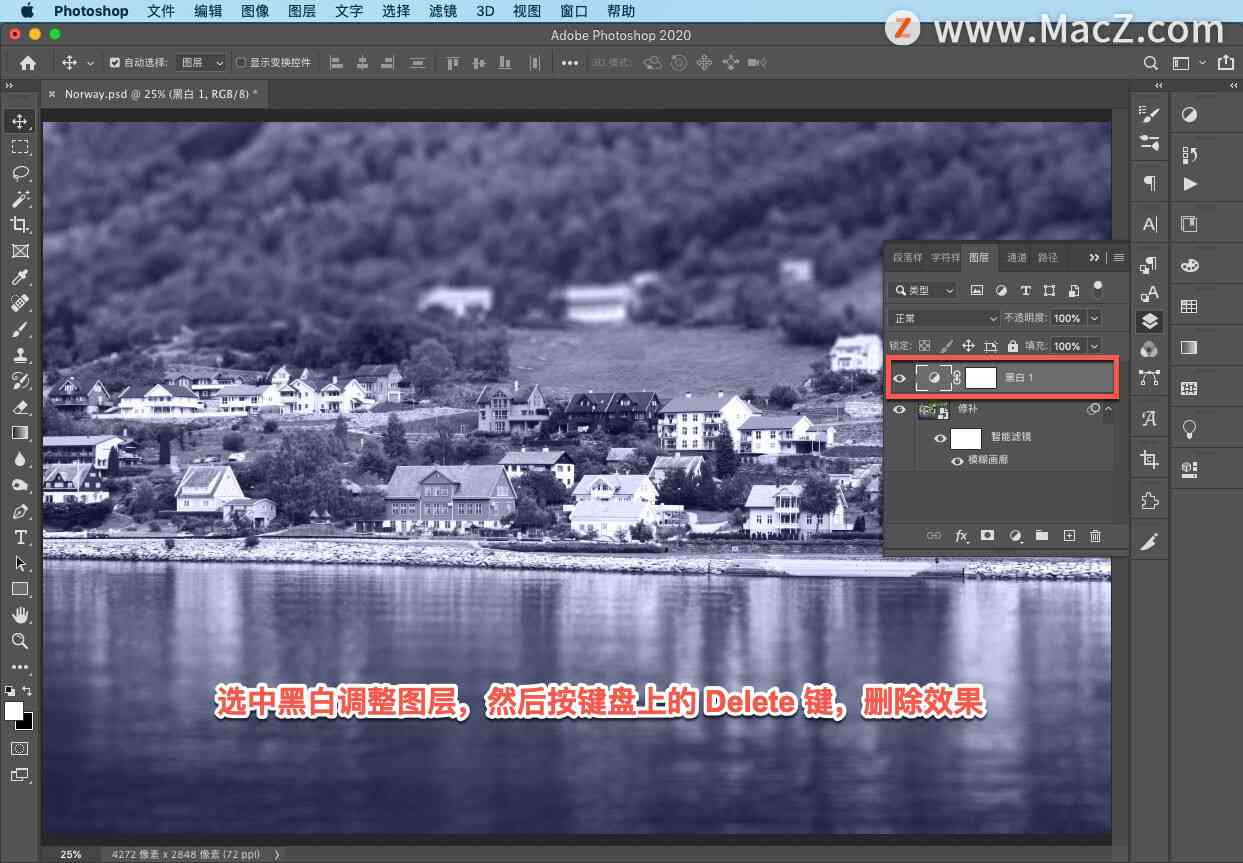 Photoshop 文件 编辑 图像 图层 文字 选择 滤镜 3D 视图 窗口 帮助
Adobe Photoshop 2020
Z www.MacZ.com
自动选择: 图层 显示变换控件 3D 模式:
Norway.psd @ 25% (黑白 1, RGB/8) *
段落样 字符样 图层 通道 路径
类型
正常 不透明度: 100%
锁定: 填充: 100%
黑白 1
修补
智能滤镜
模糊画廊
fx
选中黑白调整图层，然后按键盘上的 Delete 键，删除效果
25% 4272 像素 x 2848 像素 (72 ppi)